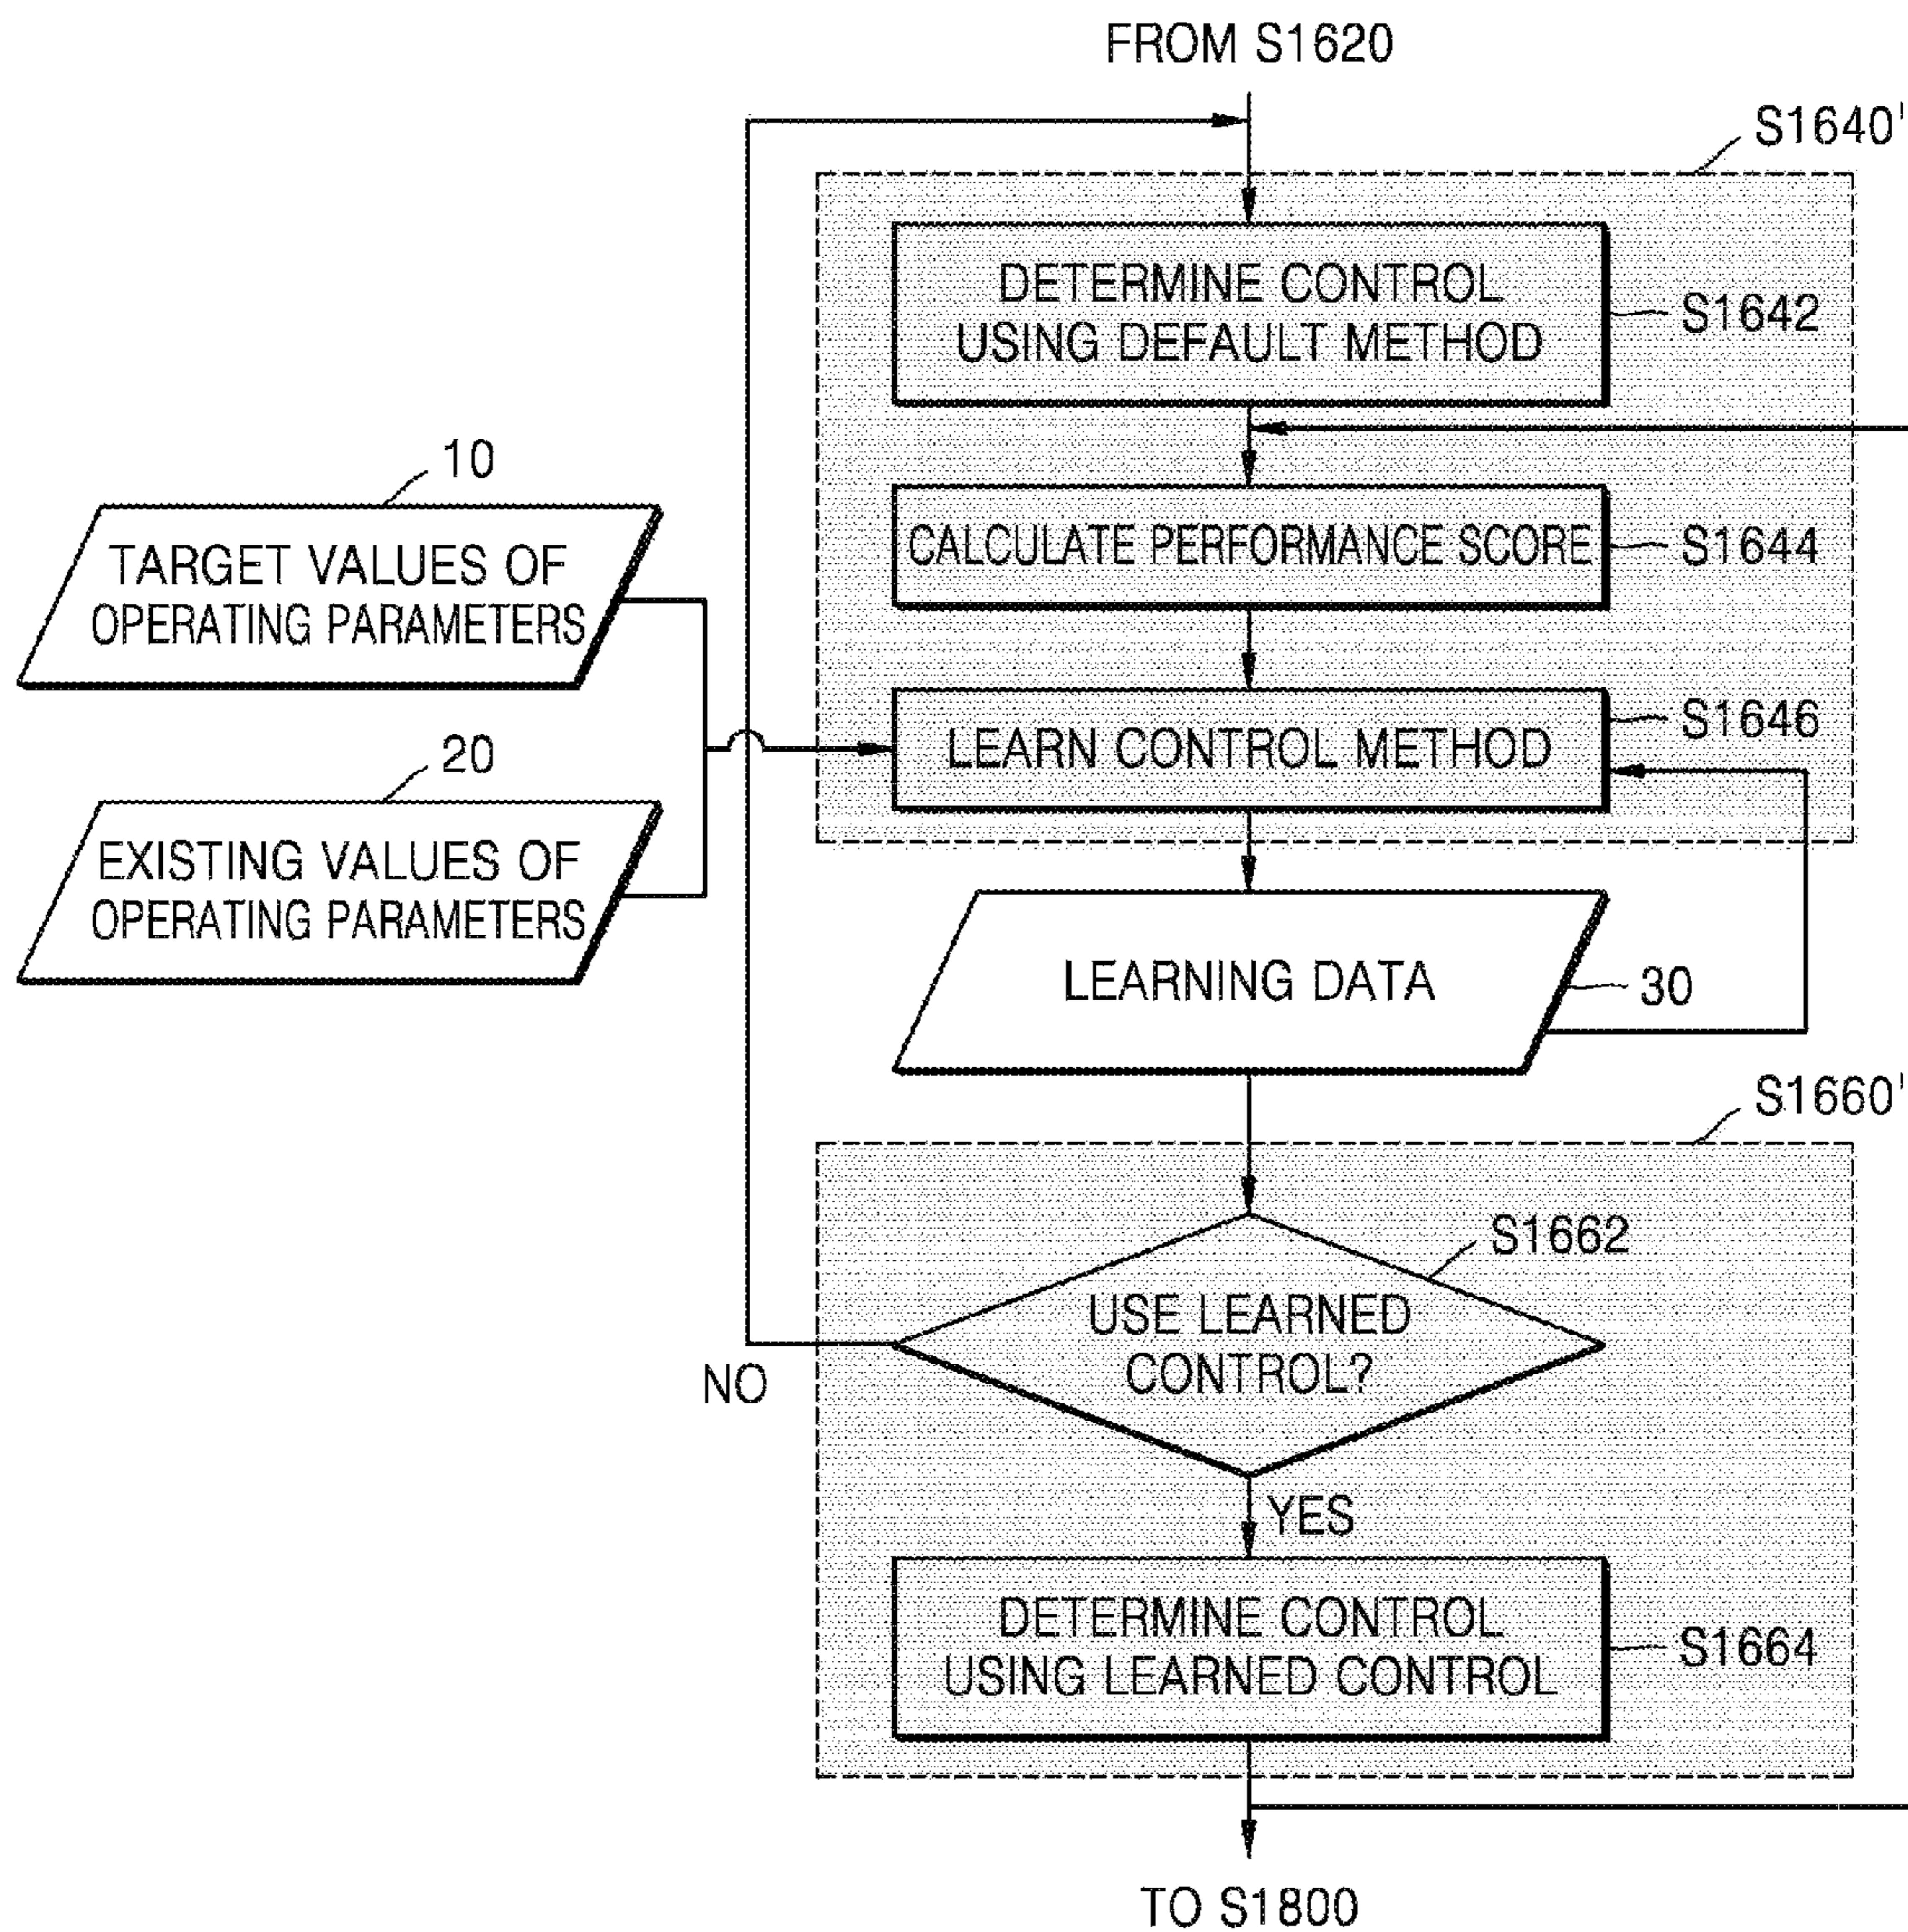 FROM S1620
S1640'
DETERMINE CONTROL
USING DEFAULT METHOD
S1642
10
TARGET VALUES OF
OPERATING PARAMETERS
CALCULATE PERFORMANCE SCORE
S1644
20
EXISTING VALUES OF
OPERATING PARAMETERS
LEARN CONTROL METHOD
S1646
LEARNING DATA
30
S1660'
S1662
USE LEARNED
CONTROL?
NO
YES
DETERMINE CONTROL
USING LEARNED CONTROL
S1664
TO S1800